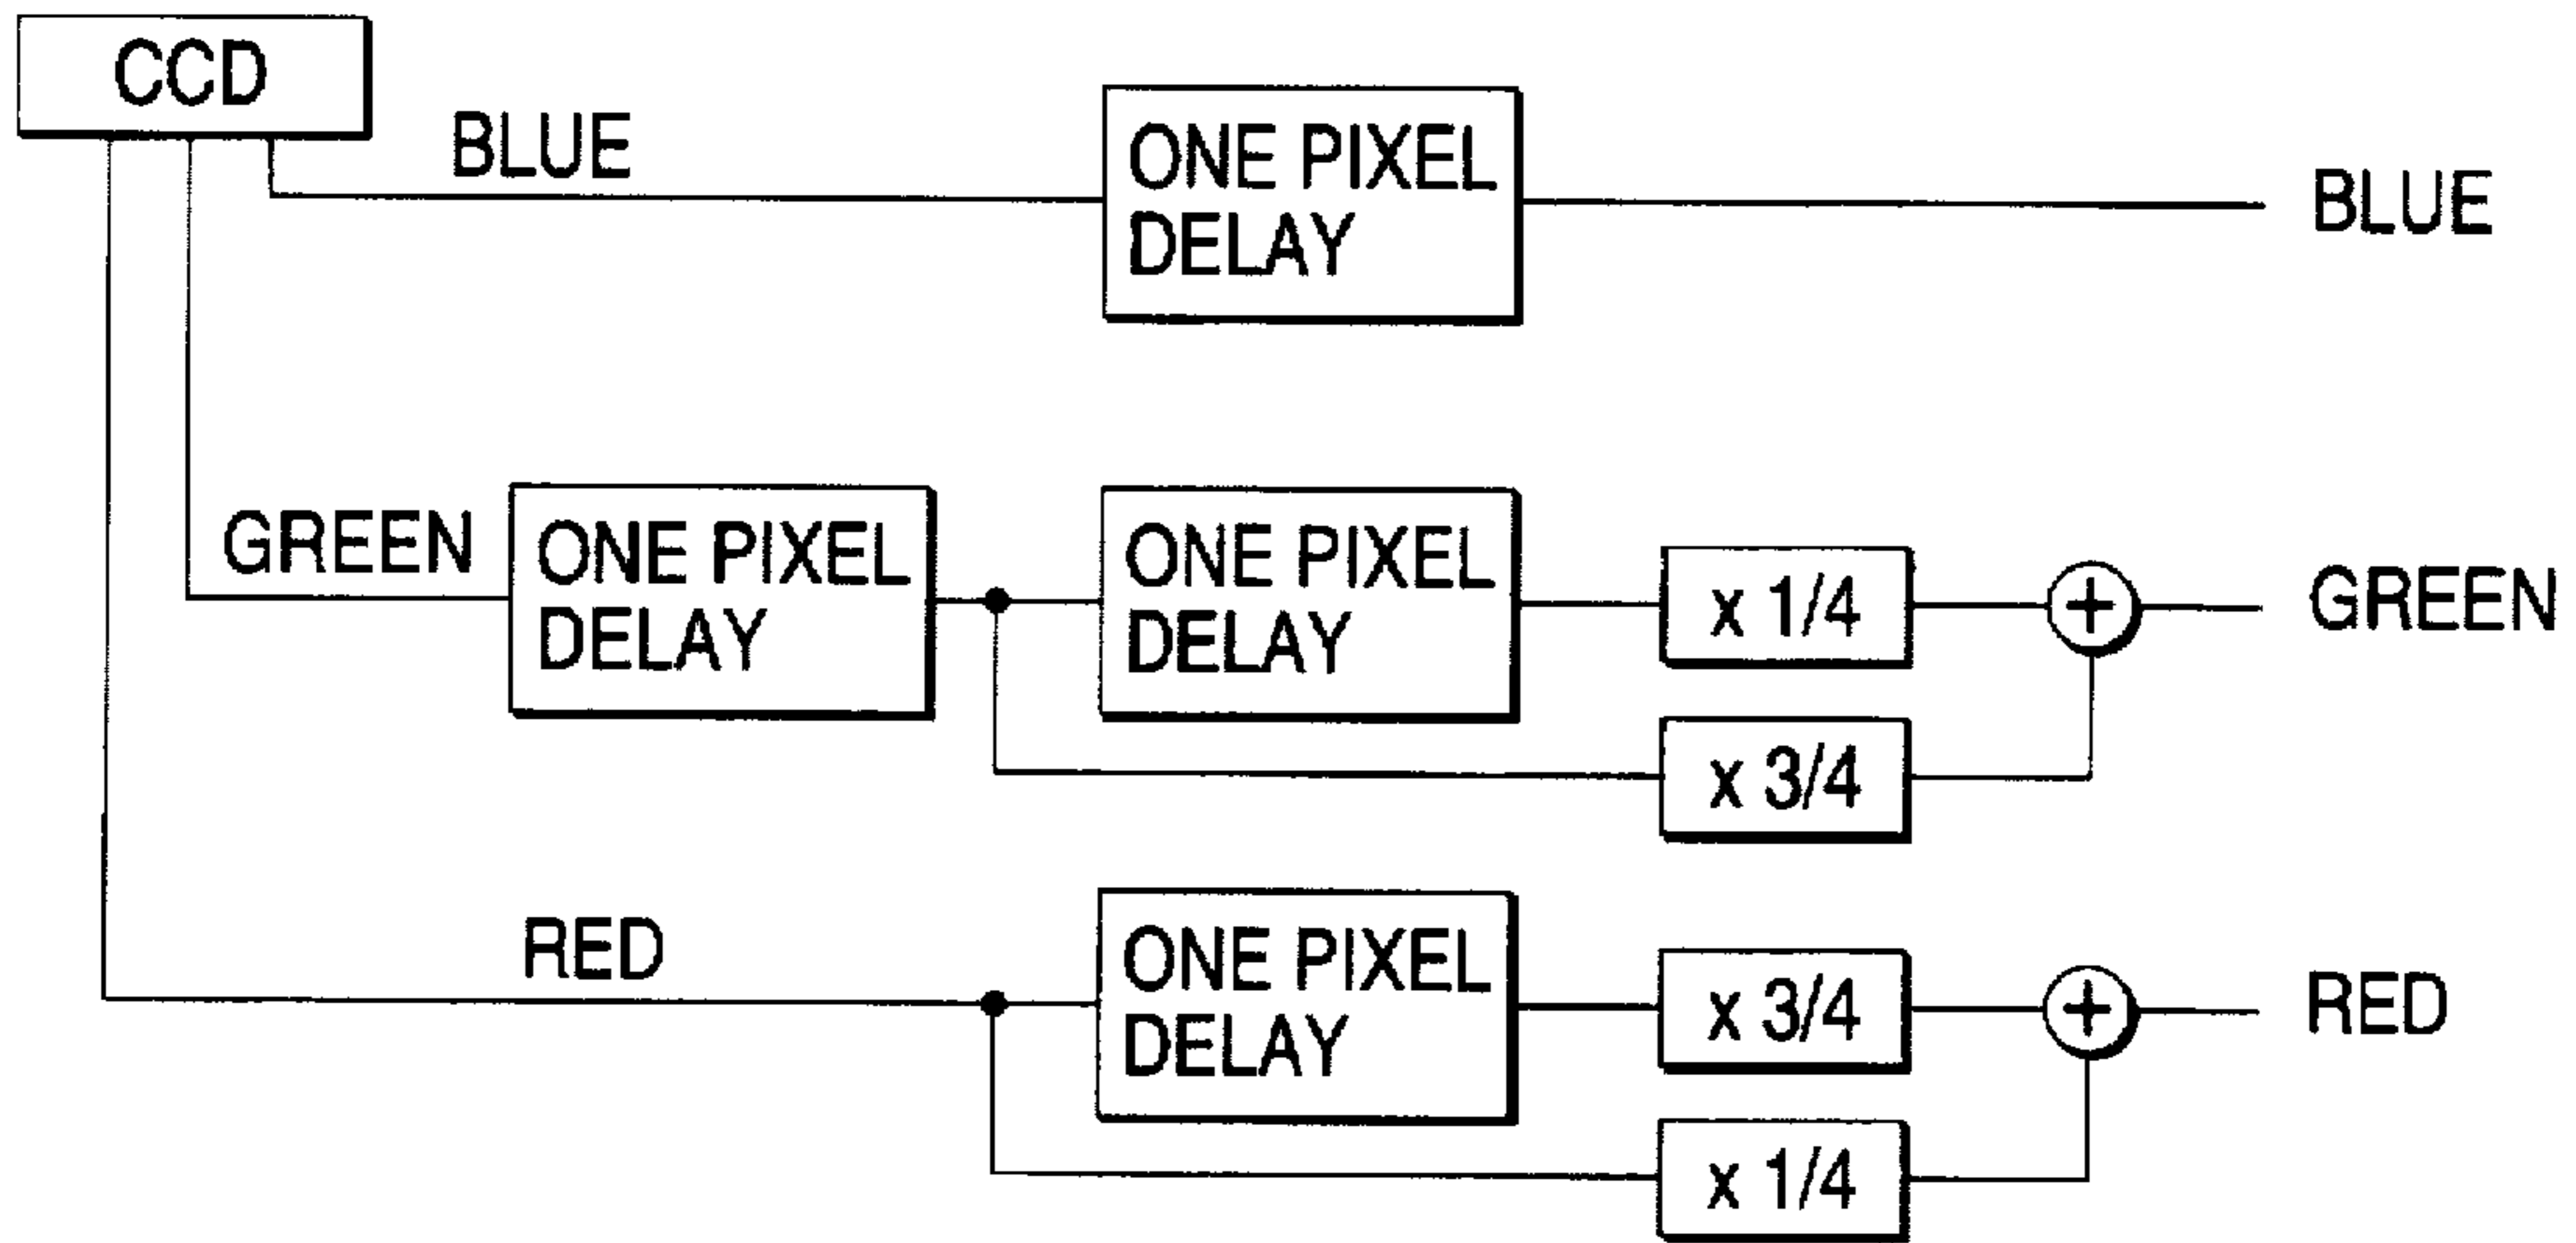 CCD
BLUE
ONE PIXEL
DELAY
BLUE
GREEN
ONE PIXEL
DELAY
ONE PIXEL
DELAY
x 1/4
+
GREEN
x 3/4
RED
ONE PIXEL
DELAY
x 3/4
+
RED
x 1/4